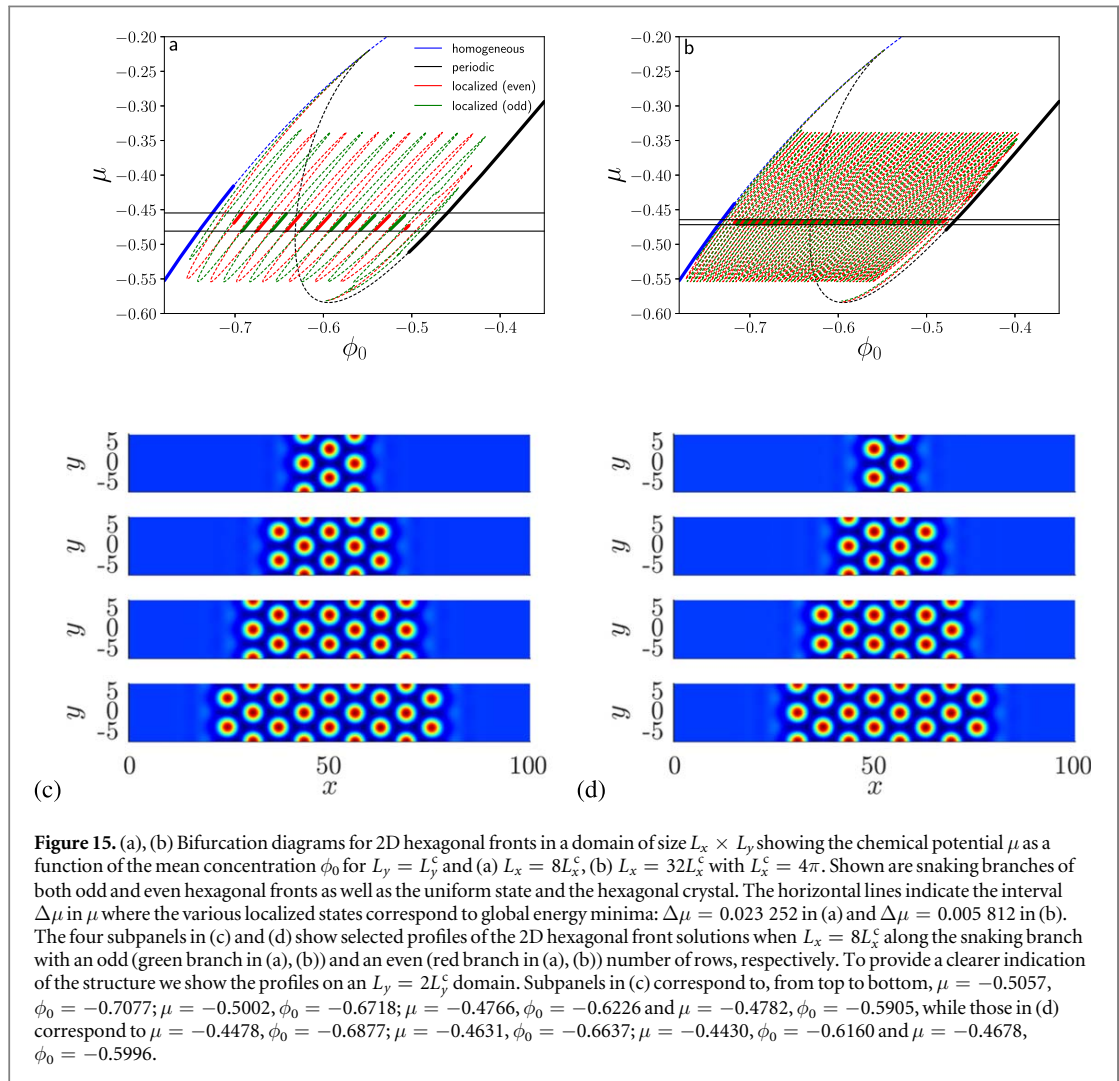 a
−0.20
−0.25
−0.30
−0.35
−0.40
−0.45
−0.50
−0.55
−0.60
μ
homogeneous
periodic
localized (even)
localized (odd)
−0.7
−0.6
−0.5
−0.4
ϕ0
b
−0.20
−0.25
−0.30
−0.35
−0.40
−0.45
−0.50
−0.55
−0.60
μ
−0.7
−0.6
−0.5
−0.4
ϕ0
y
5
0
-5
y
5
0
-5
y
5
0
-5
y
5
0
-5
0
50
100
x
(c)
y
5
0
-5
y
5
0
-5
y
5
0
-5
y
5
0
-5
0
50
100
x
(d)
Figure 15. (a), (b) Bifurcation diagrams for 2D hexagonal fronts in a domain of size Lx × Ly showing the chemical potential μ as a
function of the mean concentration ϕ0 for Ly = Lyᶜ and (a) Lx = 8Lxᶜ, (b) Lx = 32Lxᶜ with Lxᶜ = 4π. Shown are snaking branches of
both odd and even hexagonal fronts as well as the uniform state and the hexagonal crystal. The horizontal lines indicate the interval
Δμ in μ where the various localized states correspond to global energy minima: Δμ = 0.023 252 in (a) and Δμ = 0.005 812 in (b).
The four subpanels in (c) and (d) show selected profiles of the 2D hexagonal front solutions when Lx = 8Lxᶜ along the snaking branch
with an odd (green branch in (a), (b)) and an even (red branch in (a), (b)) number of rows, respectively. To provide a clearer indication
of the structure we show the profiles on an Ly = 2Lyᶜ domain. Subpanels in (c) correspond to, from top to bottom, μ = −0.5057,
ϕ0 = −0.7077; μ = −0.5002, ϕ0 = −0.6718; μ = −0.4766, ϕ0 = −0.6226 and μ = −0.4782, ϕ0 = −0.5905, while those in (d)
correspond to μ = −0.4478, ϕ0 = −0.6877; μ = −0.4631, ϕ0 = −0.6637; μ = −0.4430, ϕ0 = −0.6160 and μ = −0.4678,
ϕ0 = −0.5996.